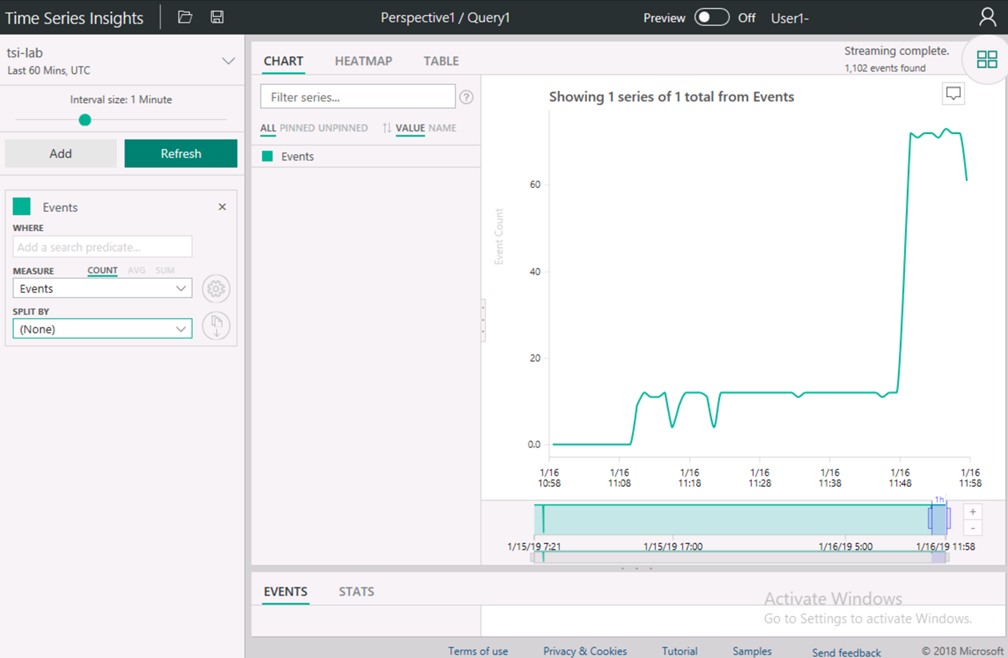 Time Series Insights
Perspective1 / Query1
Preview
Off
User1-
tsi-lab
Last 60 Mins, UTC
Interval size: 1 Minute
Add
Refresh
Events
×
WHERE
Add a search predicate...
MEASURE
COUNT
AVG
SUM
Events
SPLIT BY
(None)
CHART
HEATMAP
TABLE
Streaming complete.
1,102 events found
Filter series...
?
ALL PINNED UNPINNED
VALUE NAME
Events
Showing 1 series of 1 total from Events
Event Count
60
40
20
0.0
1/16 10:58
1/16 11:08
1/16 11:18
1/16 11:28
1/16 11:38
1/16 11:48
1/16 11:58
1h
+
-
1/15/19 7:21
1/15/19 17:00
1/16/19 5:00
1/16/19 11:58
EVENTS
STATS
Activate Windows
Go to Settings to activate Windows.
Terms of use
Privacy & Cookies
Tutorial
Samples
Send feedback
© 2018 Microsoft